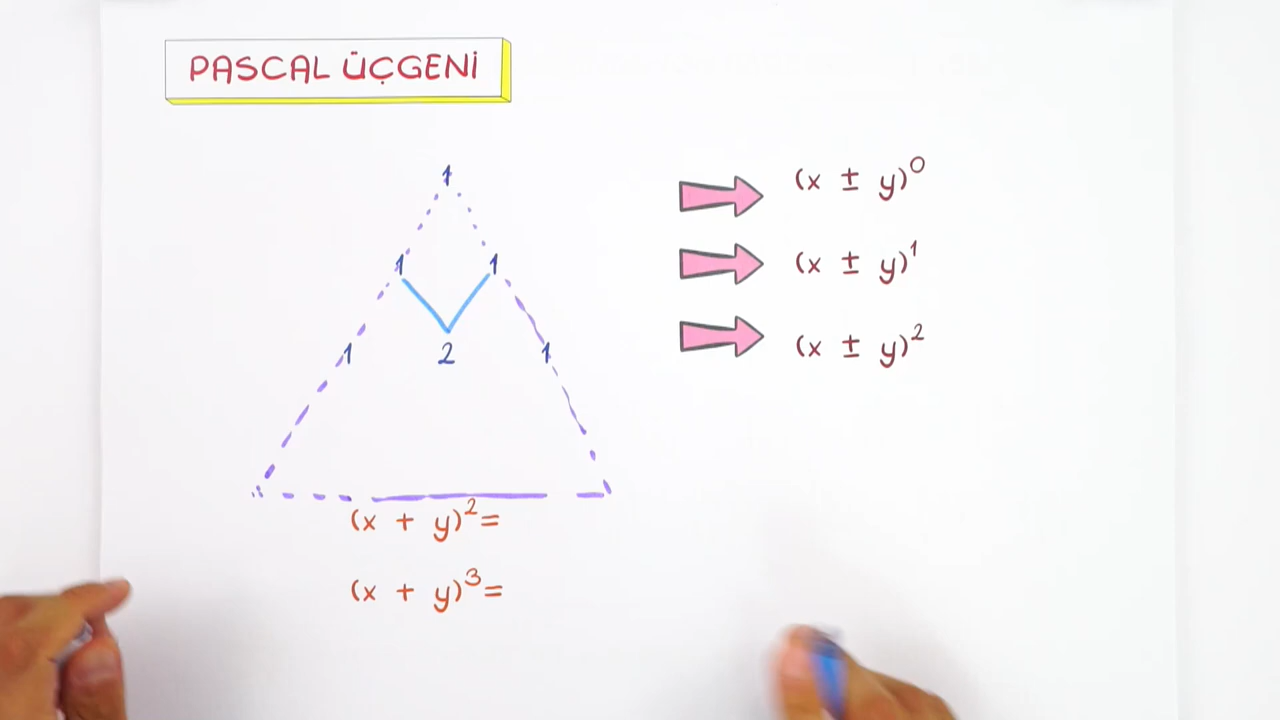 PASCAL ÜÇGENİ
1
1 1
1 2 1
(x ± y)⁰
(x ± y)¹
(x ± y)²
(x + y)²=
(x + y)³=